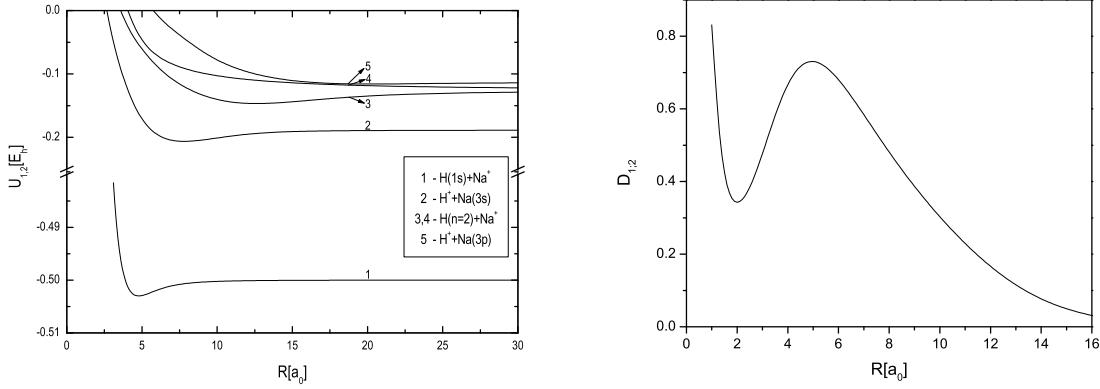 0.0
-0.1
-0.2
-0.49
-0.50
-0.51
U1,2[Eh]
5
4
3
2
1 - H(1s)+Na+
2 - H++Na(3s)
3,4 - H(n=2)+Na+
5 - H++Na(3p)
1
0 5 10 15 20 25 30
R[a0]
0.8
0.6
0.4
0.2
0.0
D1;2
0 2 4 6 8 10 12 14 16
R[a0]